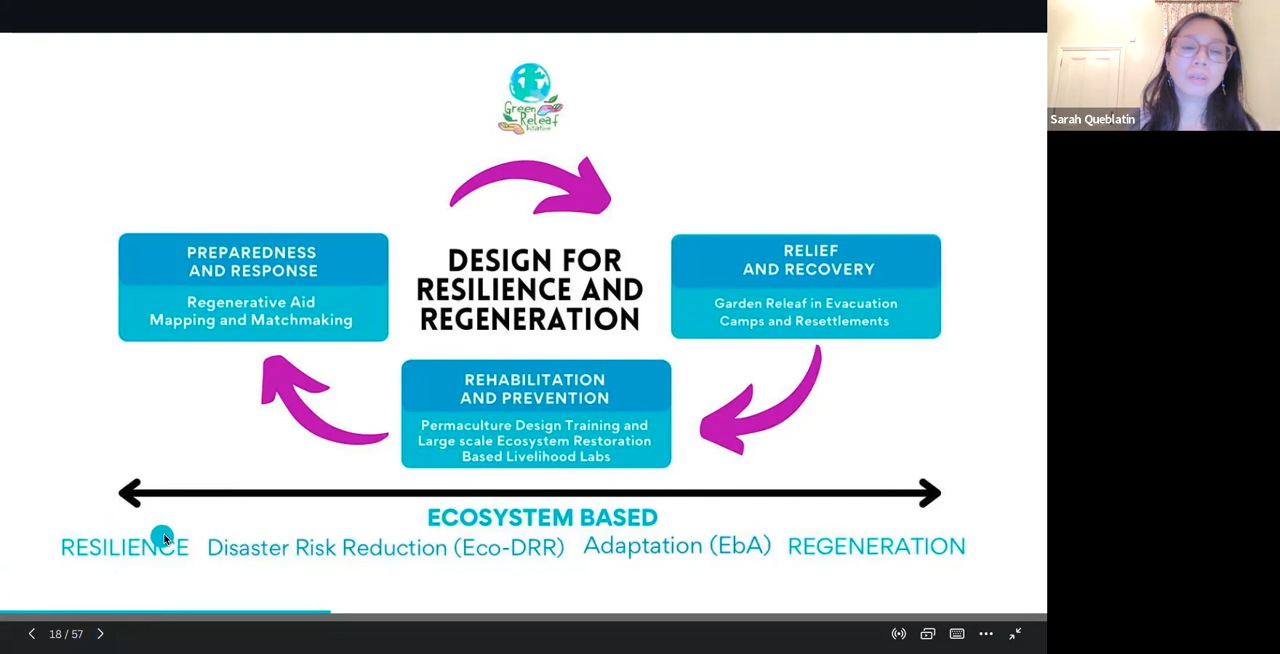 Green
Releaf
Initiative
PREPAREDNESS
AND RESPONSE
Regenerative Aid
Mapping and Matchmaking
DESIGN FOR
RESILIENCE AND
REGENERATION
RELIEF
AND RECOVERY
Garden Releaf in Evacuation
Camps and Resettlements
REHABILITATION
AND PREVENTION
Permaculture Design Training and
Large scale Ecosystem Restoration
Based Livelihood Labs
ECOSYSTEM BASED
RESILIENCE Disaster Risk Reduction (Eco-DRR) Adaptation (EbA) REGENERATION
18 / 57
Sarah Queblatin